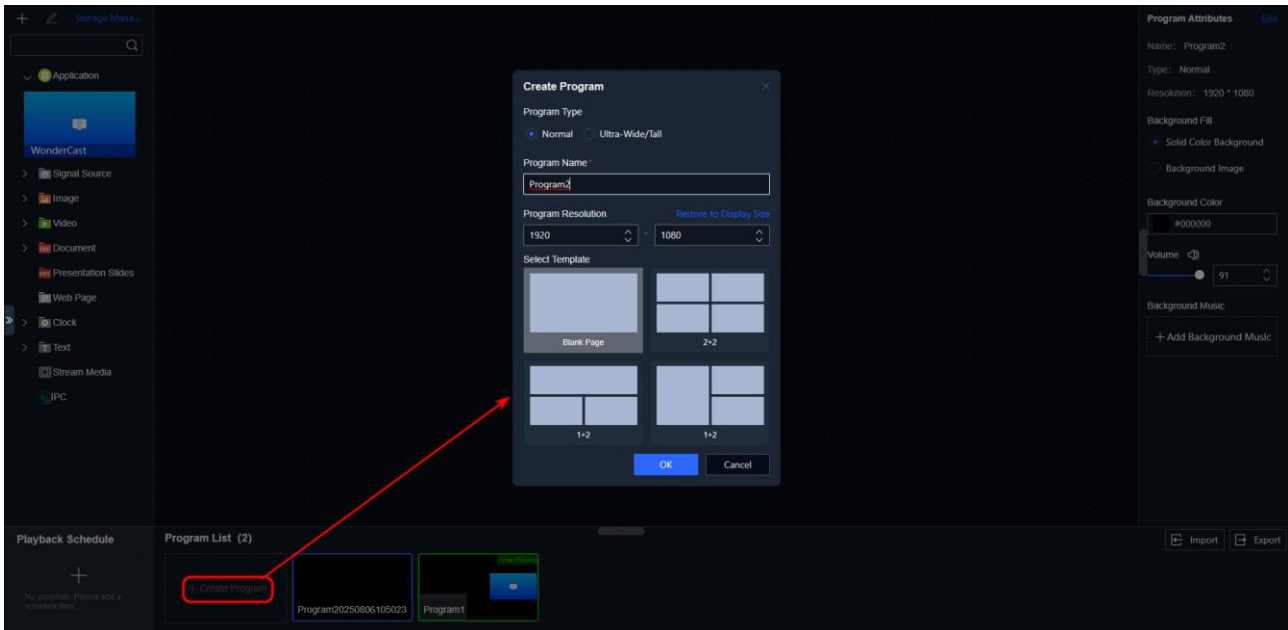 Storage Mana...
Application
WonderCast
Signal Source
Image
Video
Document
Presentation Slides
Web Page
Clock
Text
Stream Media
IPC
Create Program
Program Type
Normal
Ultra-Wide/Tall
Program Name*
Program2
Program Resolution
Restore to Display Size
1920
1080
Select Template
Blank Page
2+2
1+2
1+2
OK
Cancel
Program Attributes
Edit
Name: Program2
Type: Normal
Resolution: 1920 * 1080
Background Fill
Solid Color Background
Background Image
Background Color
#000000
Volume
91
Background Music
+ Add Background Music
Playback Schedule
No schedule. Please add a
schedule item.
Program List (2)
+ Create Program
Program20250806105023
Now Playing
Program1
Import
Export